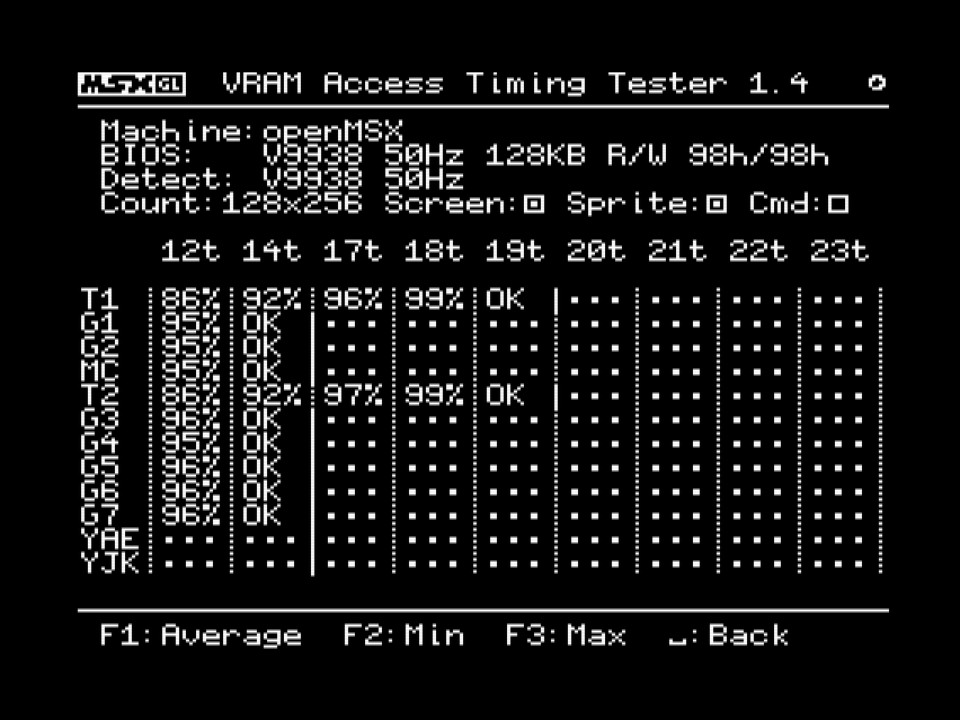 MSX GL VRAM Access Timing Tester 1.4
Machine: openMSX
BIOS: V9938 50Hz 128KB R/W 98h/98h
Detect: V9938 50Hz
Count: 128x256 Screen: Sprite: Cmd:
12t 14t 17t 18t 19t 20t 21t 22t 23t
T1 86% 92% 96% 99% OK ... ... ... ...
G1 95% OK ... ... ... ... ... ... ...
G2 95% OK ... ... ... ... ... ... ...
MC 95% OK ... ... ... ... ... ... ...
T2 86% 92% 97% 99% OK ... ... ... ...
G3 96% OK ... ... ... ... ... ... ...
G4 95% OK ... ... ... ... ... ... ...
G5 96% OK ... ... ... ... ... ... ...
G6 96% OK ... ... ... ... ... ... ...
G7 96% OK ... ... ... ... ... ... ...
YAE ... ... ... ... ... ... ... ... ...
YJK ... ... ... ... ... ... ... ... ...
F1: Average F2: Min F3: Max ⎵: Back